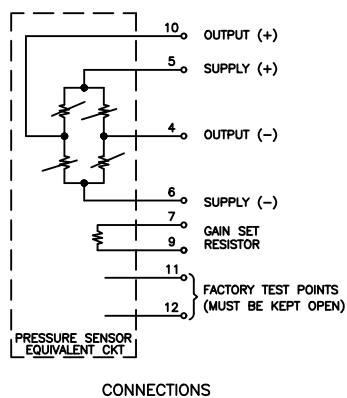 10 OUTPUT (+)
5 SUPPLY (+)
4 OUTPUT (−)
6 SUPPLY (−)
7
GAIN SET
RESISTOR
9
11
FACTORY TEST POINTS
(MUST BE KEPT OPEN)
12
PRESSURE SENSOR
EQUIVALENT CKT
CONNECTIONS